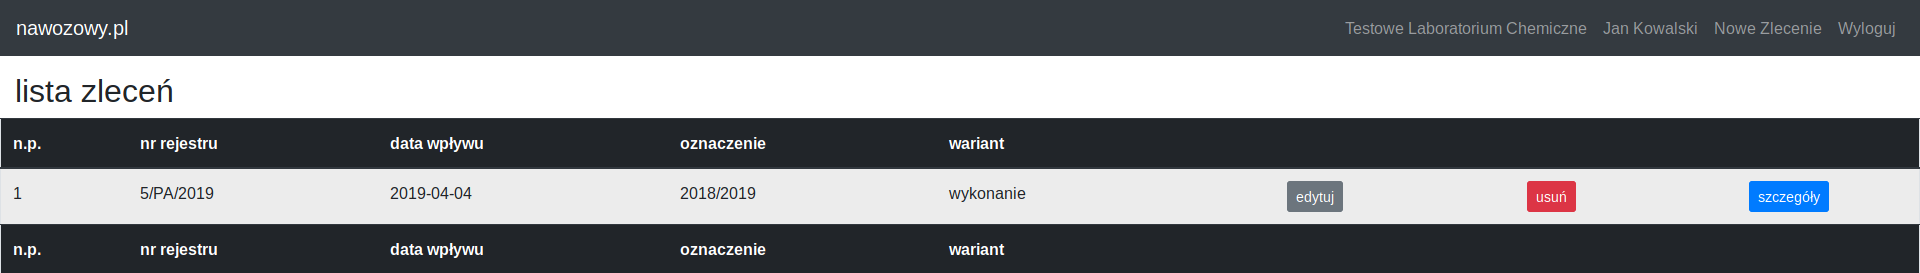 nawozowy.pl Testowe Laboratorium Chemiczne Jan Kowalski Nowe Zlecenie Wyloguj
lista zleceń
n.p. nr rejestru data wpływu oznaczenie wariant
1 5/PA/2019 2019-04-04 2018/2019 wykonanie edytuj usuń szczegóły
n.p. nr rejestru data wpływu oznaczenie wariant